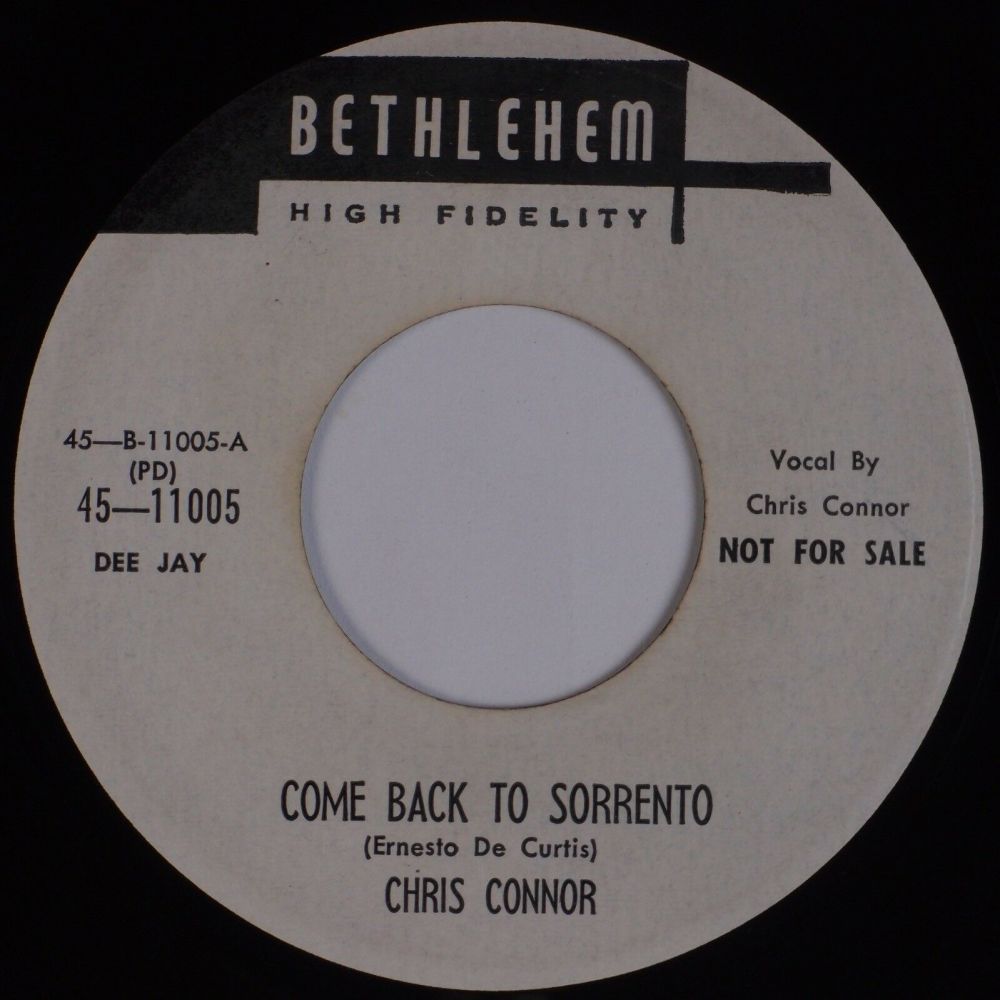 BETHLEHEM
HIGH FIDELITY
45—B-11005-A
(PD)
45—11005
DEE JAY
Vocal By
Chris Connor
NOT FOR SALE
COME BACK TO SORRENTO
(Ernesto De Curtis)
CHRIS CONNOR